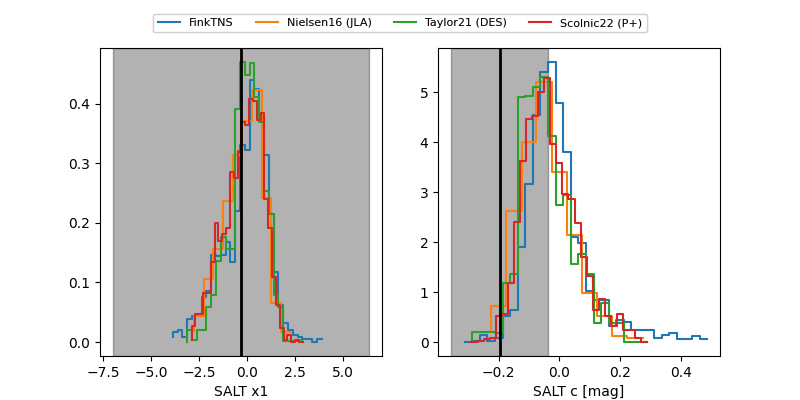 FinkTNS Nielsen16 (JLA) Taylor21 (DES) Scolnic22 (P+)
0.4
0.3
0.2
0.1
0.0
−7.5 −5.0 −2.5 0.0 2.5 5.0
SALT x1
5
4
3
2
1
0
−0.2 0.0 0.2 0.4
SALT c [mag]